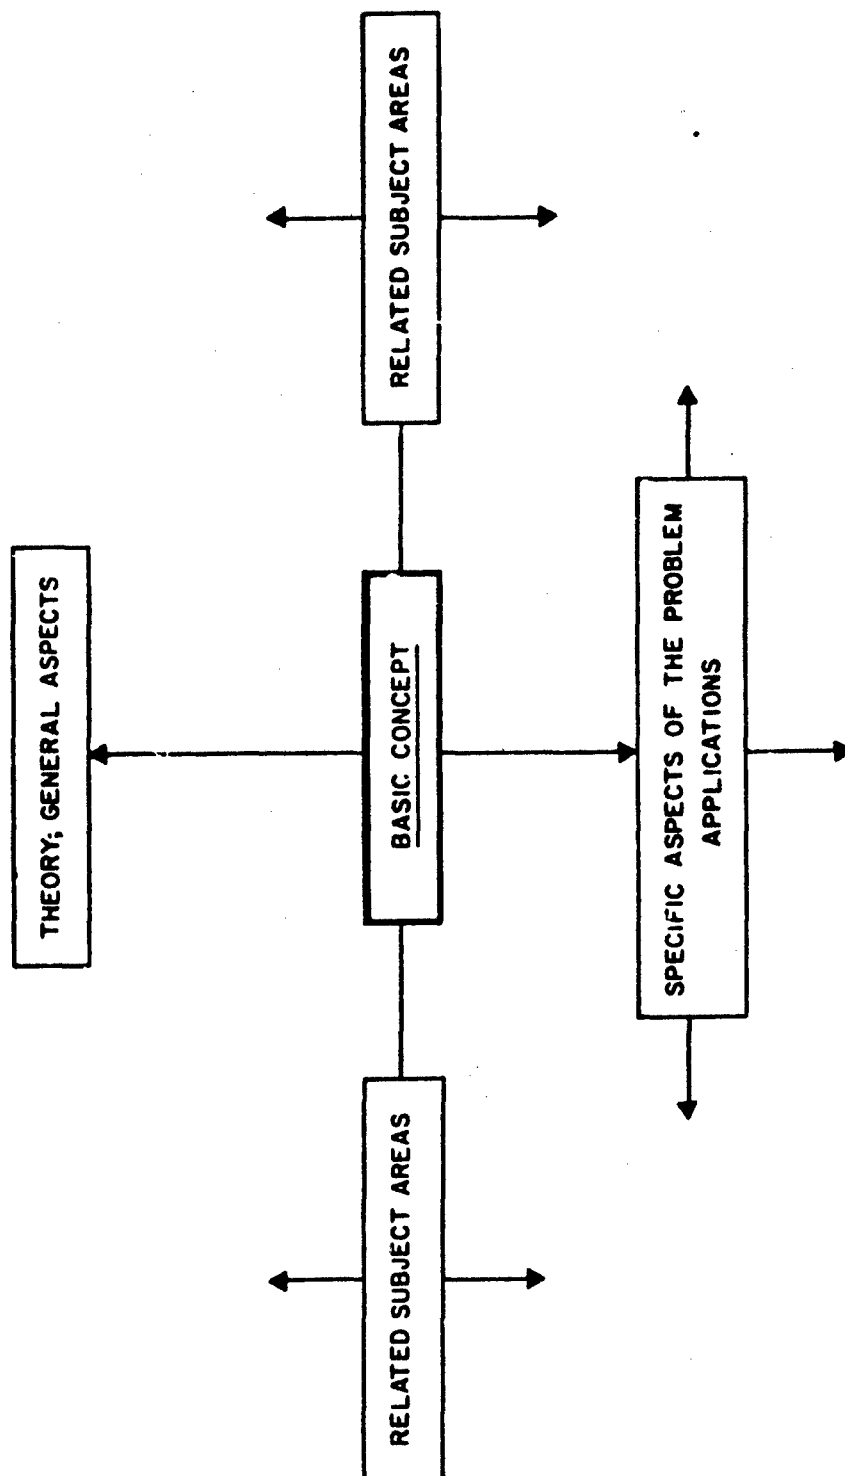 THEORY; GENERAL ASPECTS
RELATED SUBJECT AREAS
BASIC CONCEPT
RELATED SUBJECT AREAS
SPECIFIC ASPECTS OF THE PROBLEM
APPLICATIONS